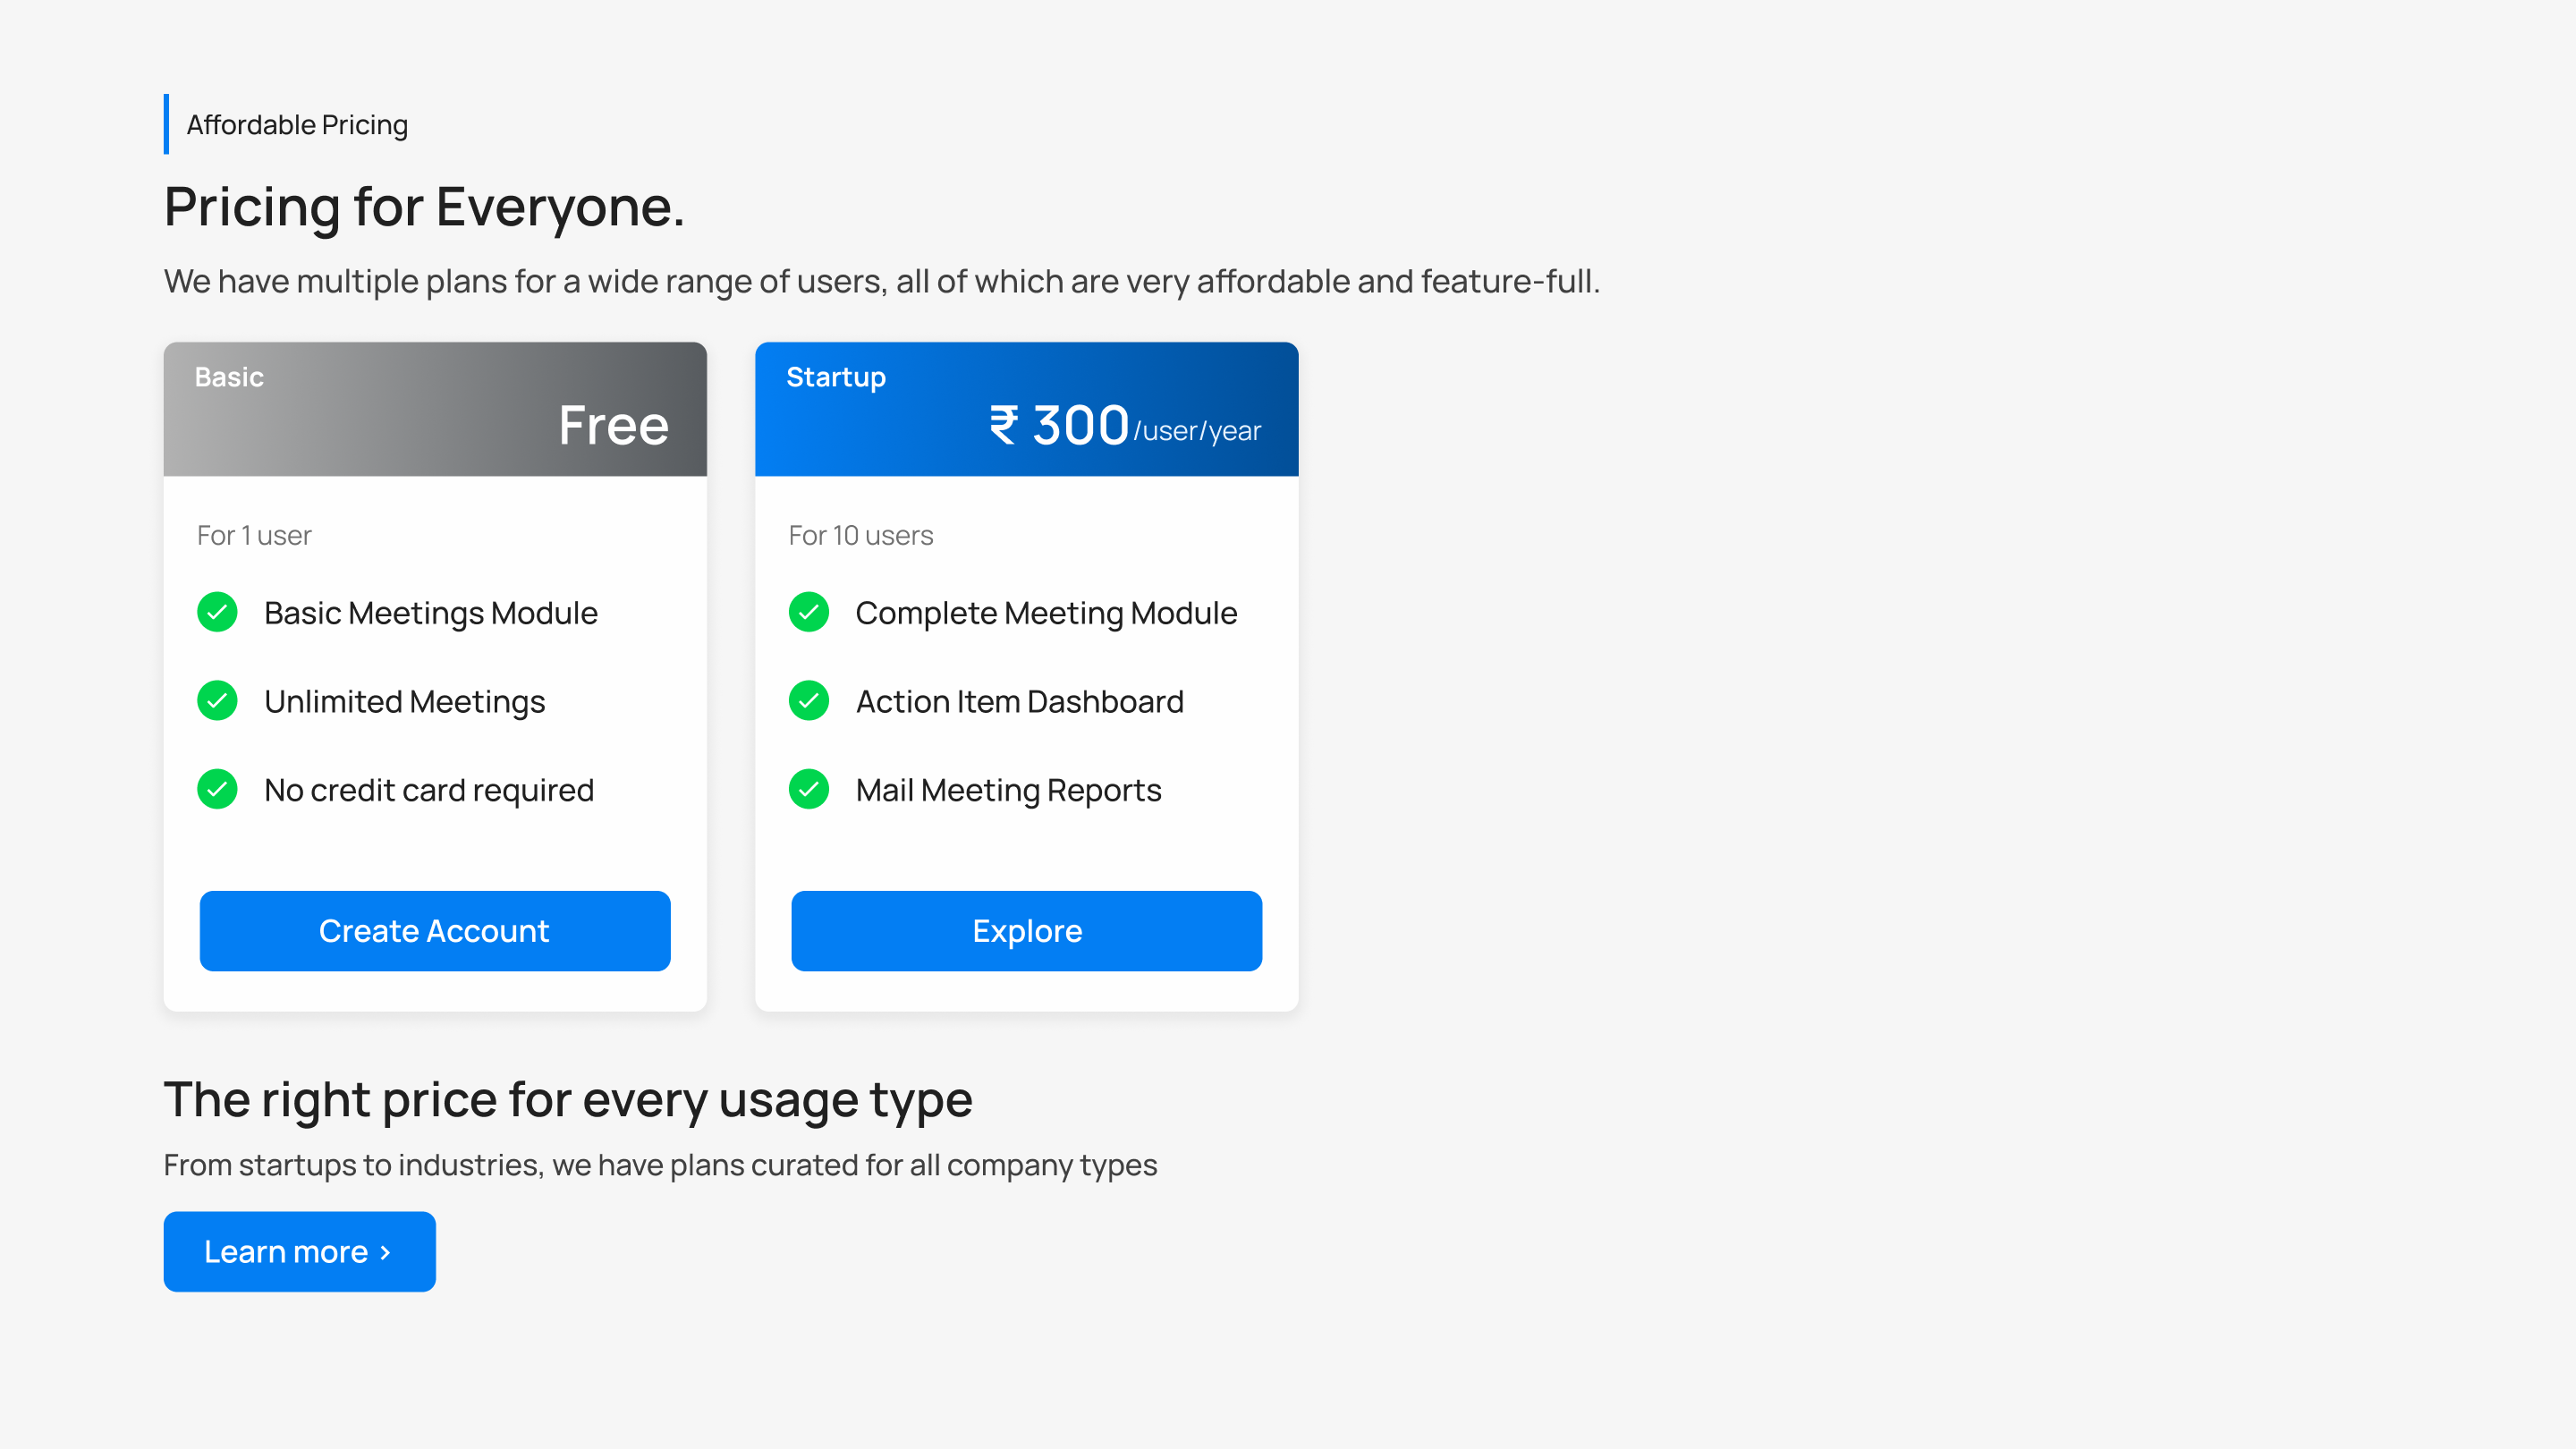 Affordable Pricing
Pricing for Everyone.
We have multiple plans for a wide range of users, all of which are very affordable and feature-full.
Basic
Free
For 1 user
Basic Meetings Module
Unlimited Meetings
No credit card required
Create Account
Startup
₹ 300/user/year
For 10 users
Complete Meeting Module
Action Item Dashboard
Mail Meeting Reports
Explore
The right price for every usage type
From startups to industries, we have plans curated for all company types
Learn more ›